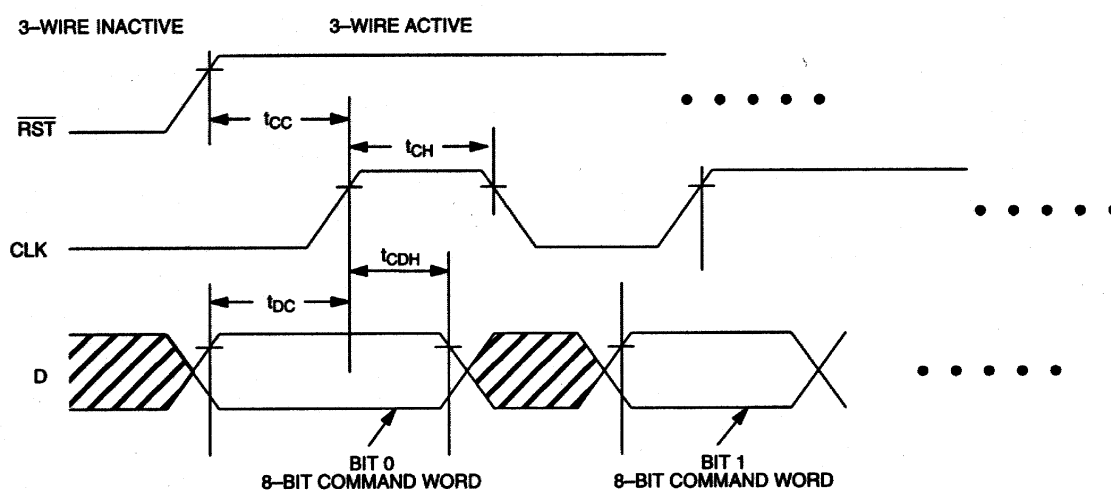 3–WIRE INACTIVE
3–WIRE ACTIVE
RST
tCC
tCH
CLK
tCDH
tDC
D
BIT 0
8–BIT COMMAND WORD
BIT 1
8–BIT COMMAND WORD